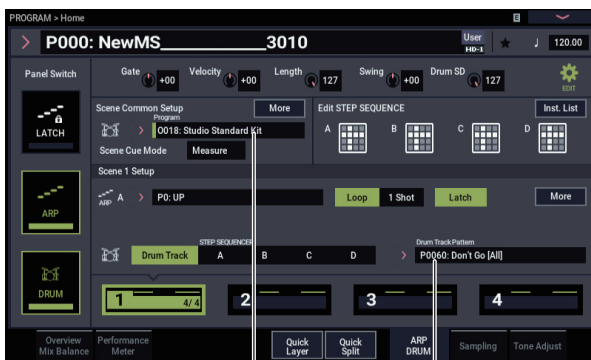 PROGRAM > Home
E
P000: NewMS 3010
User
HD-1
♩ 120.00
Panel Switch
Gate +00 Velocity +00 Length 127 Swing +00 Drum SD 127
EDIT
Scene Common Setup More Edit STEP SEQUENCE Inst. List
LATCH
Program
0018: Studio Standard Kit
A B C D
Scene Cue Mode Measure
Scene 1 Setup
ARP A > P0: UP Loop 1 Shot Latch More
ARP
STEP SEQUENCER
Drum Track Pattern
Drum Track A B C D > P0060: Don't Go [All]
DRUM
1 4/4 2 3 4
Overview
Mix Balance
Performance
Meter
Quick
Layer
Quick
Split
ARP
DRUM
Sampling
Tone Adjust